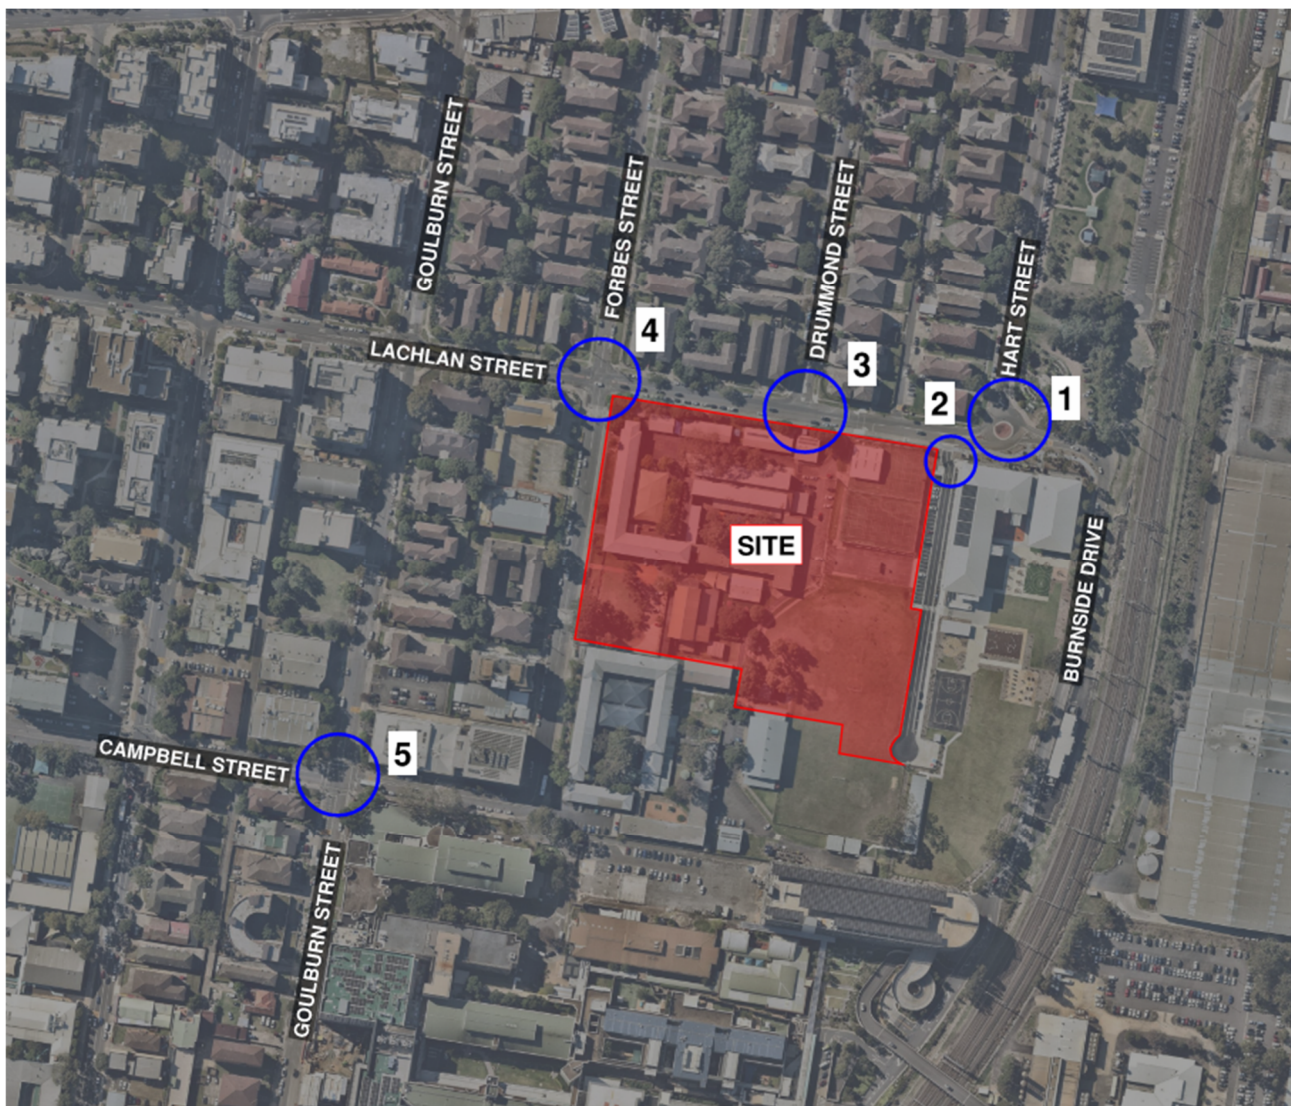 GOULBURN STREET
FORBES STREET
DRUMMOND STREET
HART STREET
4
LACHLAN STREET
3
2
1
SITE
BURNSIDE DRIVE
CAMPBELL STREET
5
GOULBURN STREET